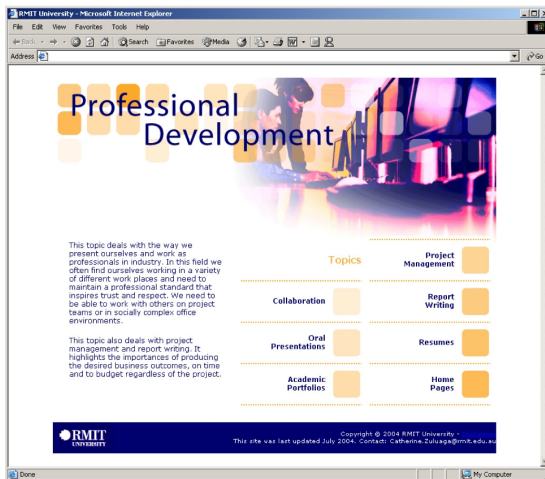 RMIT University - Microsoft Internet Explorer
File Edit View Favorites Tools Help
Back Search Favorites Media
Address Go
Professional
Development
This topic deals with the way we
present ourselves and work as
professionals in industry. In this field we
often find ourselves working in a variety
of different work places and need to
maintain a professional standard that
inspires trust and respect. We need to
be able to work with others on project
teams or in socially complex office
environments.
This topic also deals with project
management and report writing. It
highlights the importances of producing
the desired business outcomes, on time
and to budget regardless of the project.
Topics
Project
Management
Collaboration
Report
Writing
Oral
Presentations
Resumes
Academic
Portfolios
Home
Pages
RMIT
UNIVERSITY
Copyright © 2004 RMIT University -
This site was last updated July 2004. Contact: Catherine.Zuluaga@rmit.edu.au
Done My Computer